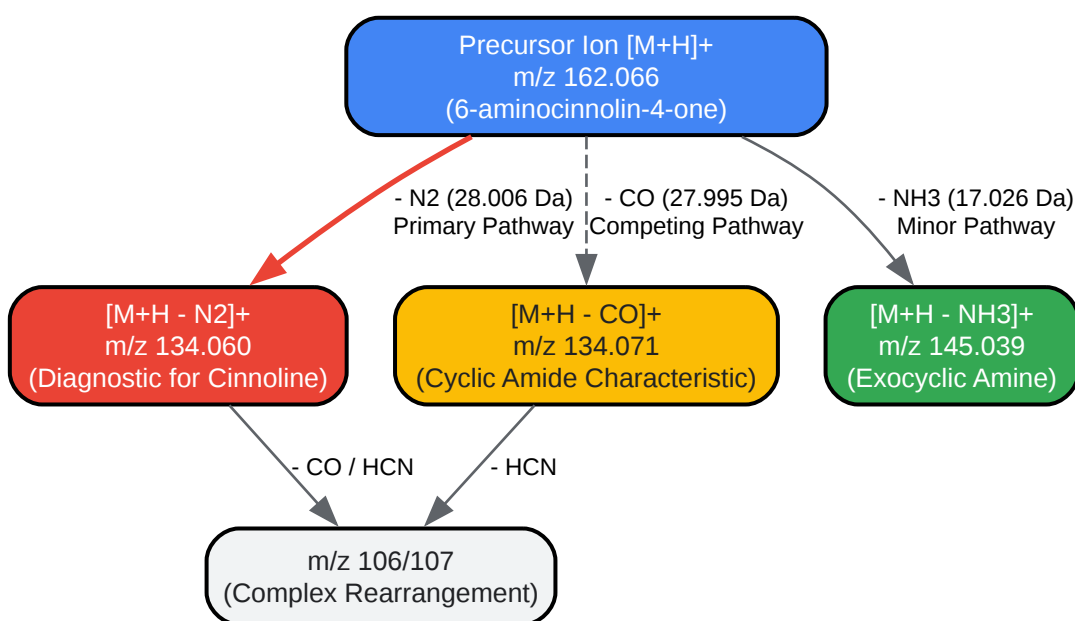 Precursor Ion [M+H]+
m/z 162.066
(6-aminocinnolin-4-one)
- N2 (28.006 Da)
Primary Pathway
- CO (27.995 Da)
Competing Pathway
- NH3 (17.026 Da)
Minor Pathway
[M+H - N2]+
m/z 134.060
(Diagnostic for Cinnoline)
[M+H - CO]+
m/z 134.071
(Cyclic Amide Characteristic)
[M+H - NH3]+
m/z 145.039
(Exocyclic Amine)
- CO / HCN
- HCN
m/z 106/107
(Complex Rearrangement)